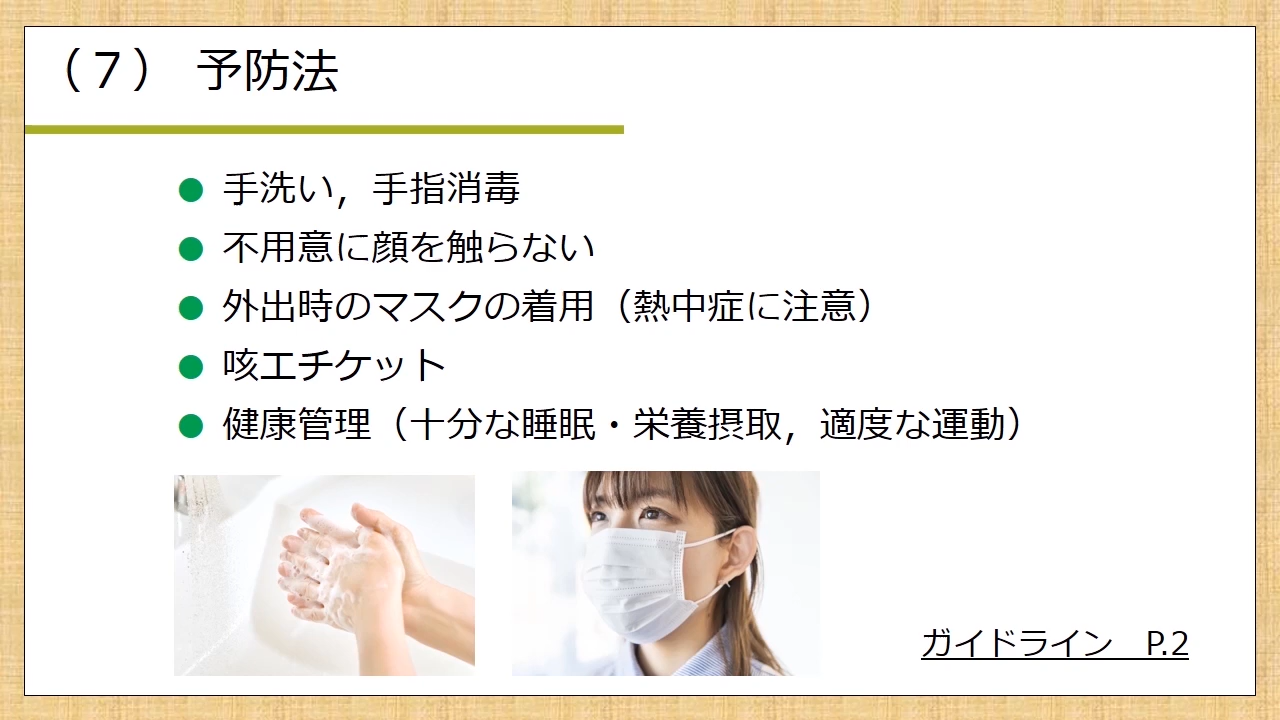 （７） 予防法
● 手洗い，手指消毒
● 不用意に顔を触らない
● 外出時のマスクの着用（熱中症に注意）
● 咳エチケット
● 健康管理（十分な睡眠・栄養摂取，適度な運動）
ガイドライン　P.2